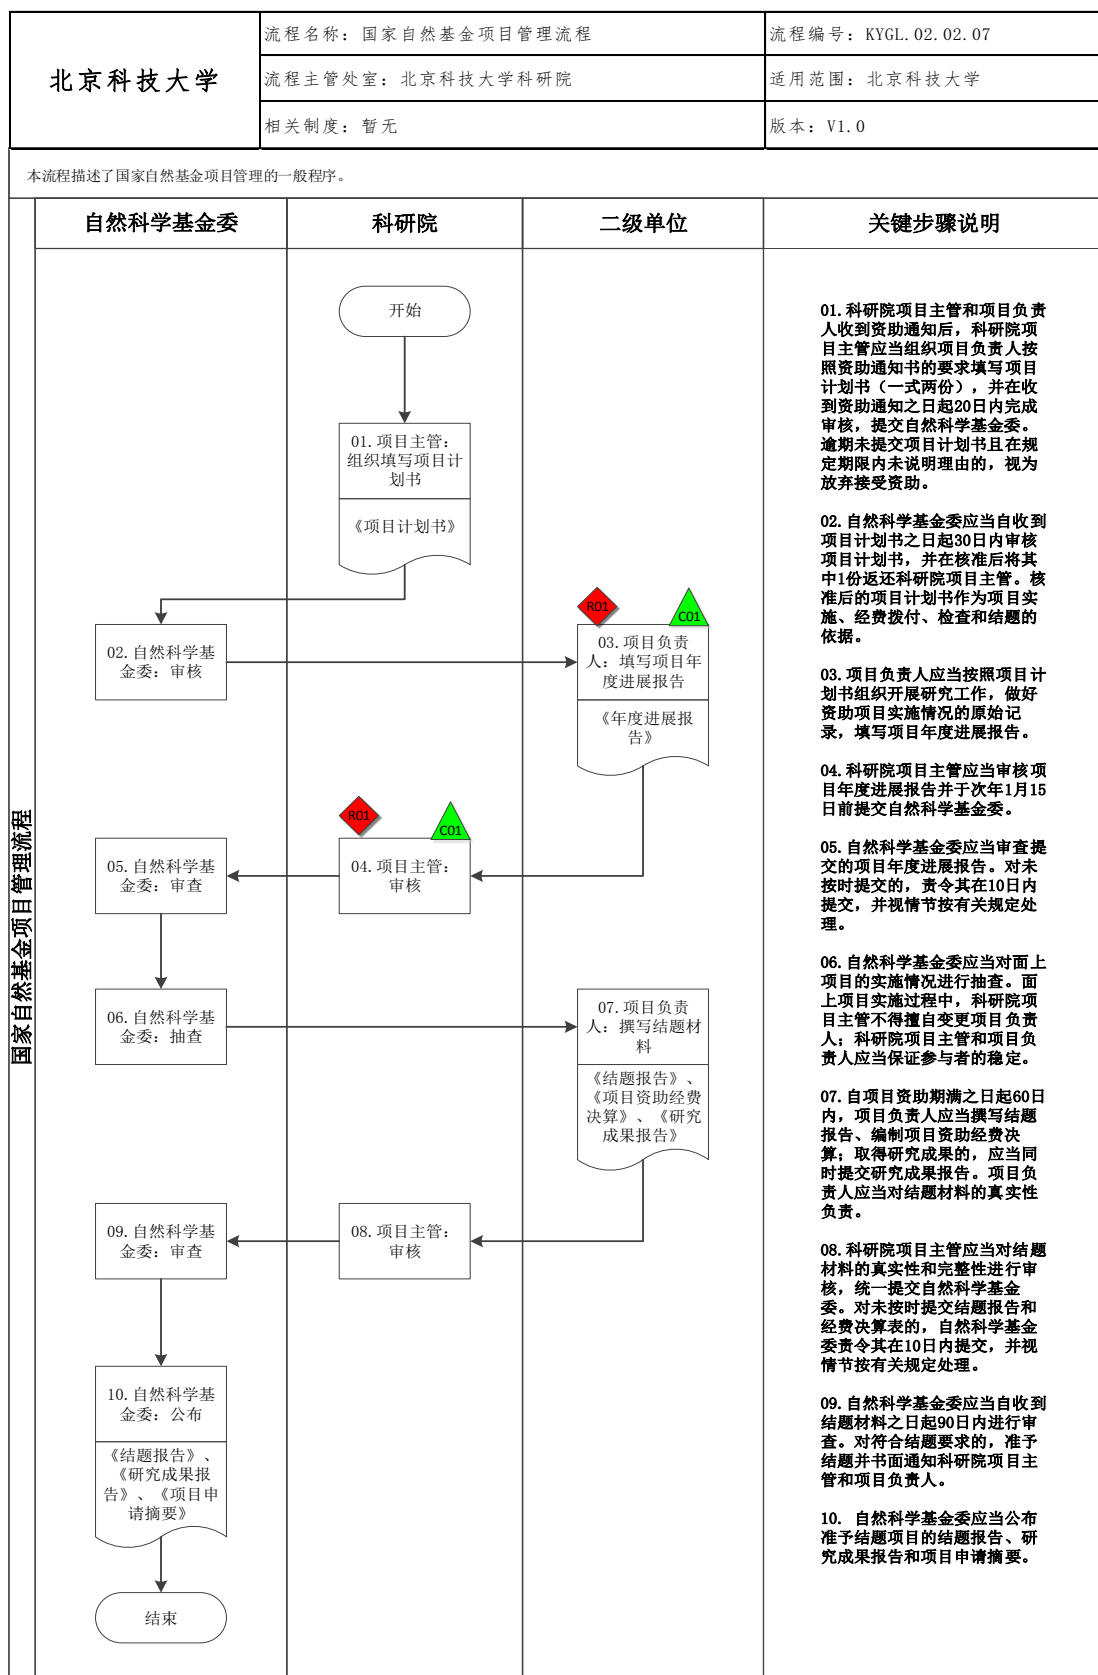 北京科技大学
流程名称：国家自然基金项目管理流程
流程编号：KYGL.02.02.07
流程主管处室：北京科技大学科研院
适用范围：北京科技大学
相关制度：暂无
版本：V1.0
本流程描述了国家自然基金项目管理的一般程序。
国家自然基金项目管理流程
自然科学基金委
科研院
二级单位
关键步骤说明
开始
01.项目主管：
组织填写项目计
划书
《项目计划书》
02.自然科学基
金委：审核
R01
C01
03.项目负责
人：填写项目年
度进展报告
《年度进展报
告》
R01
C01
04.项目主管：
审核
05.自然科学基
金委：审查
06.自然科学基
金委：抽查
07.项目负责
人：撰写结题材
料
《结题报告》、
《项目资助经费
决算》、《研究
成果报告》
08.项目主管：
审核
09.自然科学基
金委：审查
10.自然科学基
金委：公布
《结题报告》、
《研究成果报
告》、《项目申
请摘要》
结束
01.科研院项目主管和项目负责
人收到资助通知后，科研院项
目主管应当组织项目负责人按
照资助通知书的要求填写项目
计划书（一式两份），并在收
到资助通知之日起20日内完成
审核，提交自然科学基金委。
逾期未提交项目计划书且在规
定期限内未说明理由的，视为
放弃接受资助。
02.自然科学基金委应当自收到
项目计划书之日起30日内审核
项目计划书，并在核准后将其
中1份返还科研院项目主管。核
准后的项目计划书作为项目实
施、经费拨付、检查和结题的
依据。
03.项目负责人应当按照项目计
划书组织开展研究工作，做好
资助项目实施情况的原始记
录，填写项目年度进展报告。
04.科研院项目主管应当审核项
目年度进展报告并于次年1月15
日前提交自然科学基金委。
05.自然科学基金委应当审查提
交的项目年度进展报告。对未
按时提交的，责令其在10日内
提交，并视情节按有关规定处
理。
06.自然科学基金委应当对面上
项目的实施情况进行抽查。面
上项目实施过程中，科研院项
目主管不得擅自变更项目负责
人；科研院项目主管和项目负
责人应当保证参与者的稳定。
07.自项目资助期满之日起60日
内，项目负责人应当撰写结题
报告、编制项目资助经费决
算；取得研究成果的，应当同
时提交研究成果报告。项目负
责人应当对结题材料的真实性
负责。
08.科研院项目主管应当对结题
材料的真实性和完整性进行审
核，统一提交自然科学基金
委。对未按时提交结题报告和
经费决算表的，自然科学基金
委责令其在10日内提交，并视
情节按有关规定处理。
09.自然科学基金委应当自收到
结题材料之日起90日内进行审
查。对符合结题要求的，准予
结题并书面通知科研院项目主
管和项目负责人。
10. 自然科学基金委应当公布
准予结题项目的结题报告、研
究成果报告和项目申请摘要。